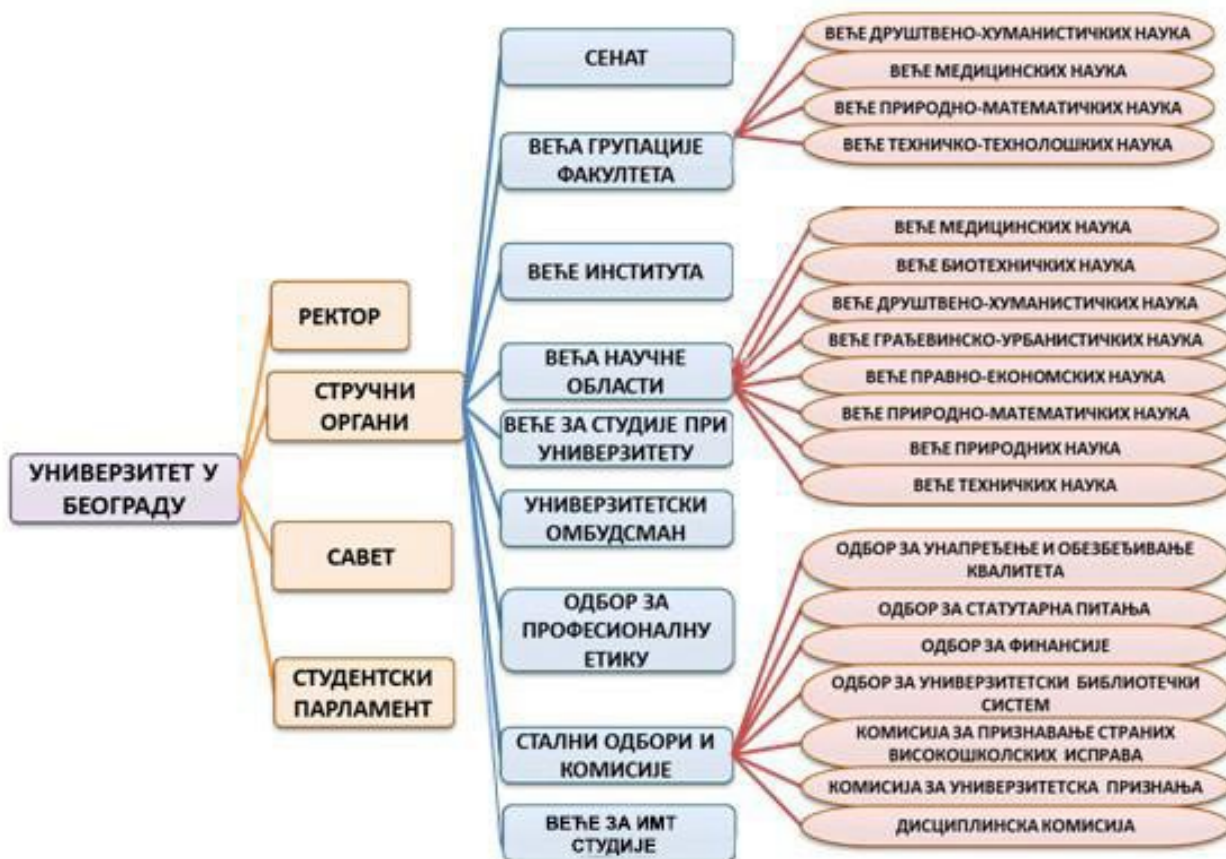 УНИВЕРЗИТЕТ У
БЕОГРАДУ
РЕКТОР
СТРУЧНИ
ОРГАНИ
САВЕТ
СТУДЕНТСКИ
ПАРЛАМЕНТ
СЕНАТ
ВЕЋА ГРУПАЦИЈЕ
ФАКУЛТЕТА
ВЕЋЕ ИНСТИТУТА
ВЕЋА НАУЧНЕ
ОБЛАСТИ
ВЕЋЕ ЗА СТУДИЈЕ ПРИ
УНИВЕРЗИТЕТУ
УНИВЕРЗИТЕТСКИ
ОМБУДСМАН
ОДБОР ЗА
ПРОФЕСИОНАЛНУ
ЕТИКУ
СТАЛНИ ОДБОРИ И
КОМИСИЈЕ
ВЕЋЕ ЗА ИМТ
СТУДИЈЕ
ВЕЋЕ ДРУШТВЕНО-ХУМАНИСТИЧКИХ НАУКА
ВЕЋЕ МЕДИЦИНСКИХ НАУКА
ВЕЋЕ ПРИРОДНО-МАТЕМАТИЧКИХ НАУКА
ВЕЋЕ ТЕХНИЧКО-ТЕХНОЛОШКИХ НАУКА
ВЕЋЕ МЕДИЦИНСКИХ НАУКА
ВЕЋЕ БИОТЕХНИЧКИХ НАУКА
ВЕЋЕ ДРУШТВЕНО-ХУМАНИСТИЧКИХ НАУКА
ВЕЋЕ ГРАЂЕВИНСКО-УРБАНИСТИЧКИХ НАУКА
ВЕЋЕ ПРАВНО-ЕКОНОМСКИХ НАУКА
ВЕЋЕ ПРИРОДНО-МАТЕМАТИЧКИХ НАУКА
ВЕЋЕ ПРИРОДНИХ НАУКА
ВЕЋЕ ТЕХНИЧКИХ НАУКА
ОДБОР ЗА УНАПРЕЂЕЊЕ И ОБЕЗБЕЂИВАЊЕ
КВАЛИТЕТА
ОДБОР ЗА СТАТУТАРНА ПИТАЊА
ОДБОР ЗА ФИНАНСИЈЕ
ОДБОР ЗА УНИВЕРЗИТЕТСКИ БИБЛИОТЕЧКИ
СИСТЕМ
КОМИСИЈА ЗА ПРИЗНАВАЊЕ СТРАНИХ
ВИСОКОШКОЛСКИХ ИСПРАВА
КОМИСИЈА ЗА УНИВЕРЗИТЕТСКА ПРИЗНАЊА
ДИСЦИПЛИНСКА КОМИСИЈА